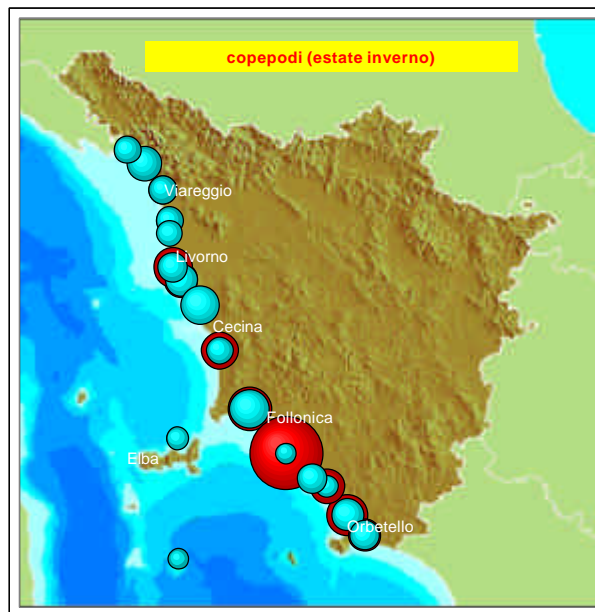 copepodi (estate inverno)
Viareggio
Livorno
Cecina
Follonica
Elba
Orbetello